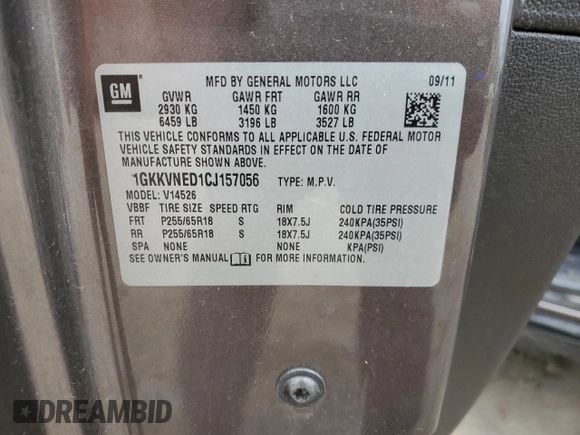 GM
MFD BY GENERAL MOTORS LLC 09/11
GVWR GAWR FRT GAWR RR
2930 KG 1450 KG 1600 KG
6459 LB 3196 LB 3527 LB
THIS VEHICLE CONFORMS TO ALL APPLICABLE U.S. FEDERAL MOTOR
VEHICLE SAFETY STANDARDS IN EFFECT ON THE DATE OF
MANUFACTURE SHOWN ABOVE.
1GKKVNED1CJ157056 TYPE: M.P.V.
MODEL: V14526
VBBF TIRE SIZE SPEED RTG RIM COLD TIRE PRESSURE
FRT P255/65R18 S 18X7.5J 240KPA(35PSI)
RR P255/65R18 S 18X7.5J 240KPA(35PSI)
SPA NONE NONE KPA(PSI)
SEE OWNER'S MANUAL FOR MORE INFORMATION.
DREAMBID